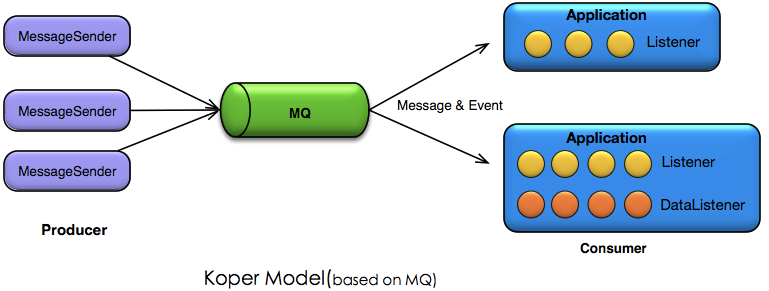 MessageSender
MessageSender
MessageSender
Producer
MQ
Message & Event
Application
Listener
Application
Listener
DataListener
Consumer
Koper Model(based on MQ)